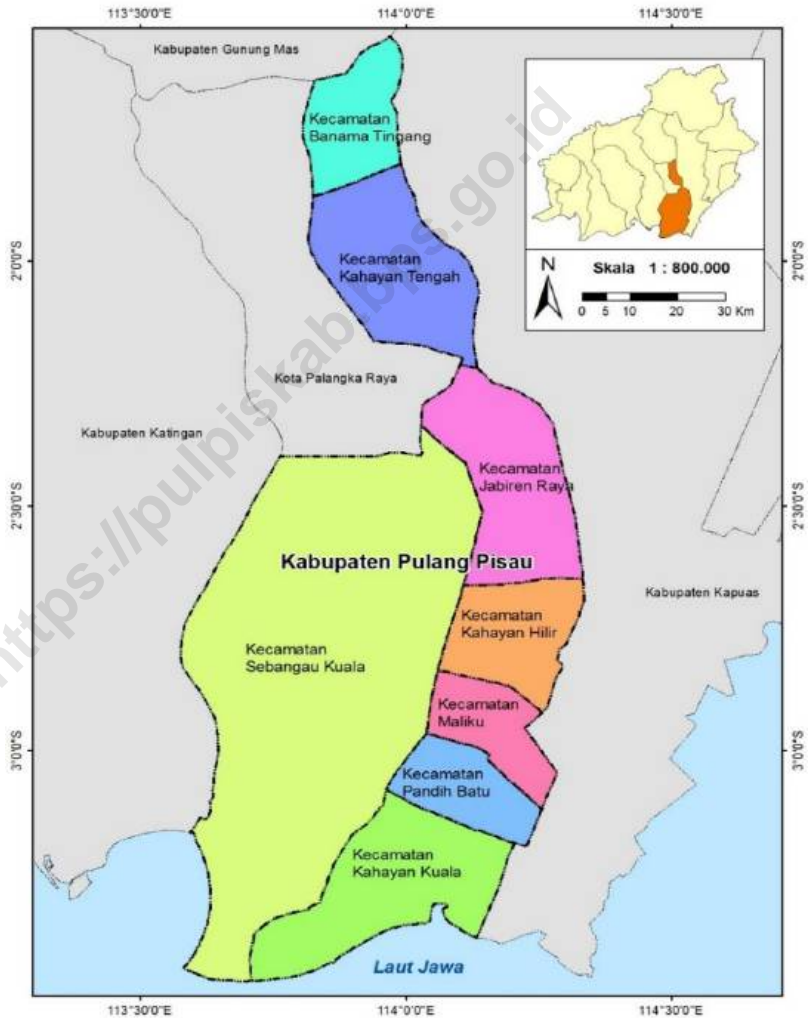 113°30'0"E
114°0'0"E
114°30'0"E
Kabupaten Gunung Mas
Kecamatan
Banama Tingang
N
Skala 1 : 800.000
0 5 10 20 30 Km
2°0'0"S
2°0'0"S
Kecamatan
Kahayan Tengah
Kota Palangka Raya
Kabupaten Katingan
Kecamatan
Jabiren Raya
2°30'0"S
2°30'0"S
Kabupaten Pulang Pisau
Kabupaten Kapuas
Kecamatan
Kahayan Hilir
Kecamatan
Sebangau Kuala
Kecamatan
Maliku
3°0'0"S
3°0'0"S
Kecamatan
Pandih Batu
Kecamatan
Kahayan Kuala
Laut Jawa
113°30'0"E
114°0'0"E
114°30'0"E
https://pulpiskab.bps.go.id